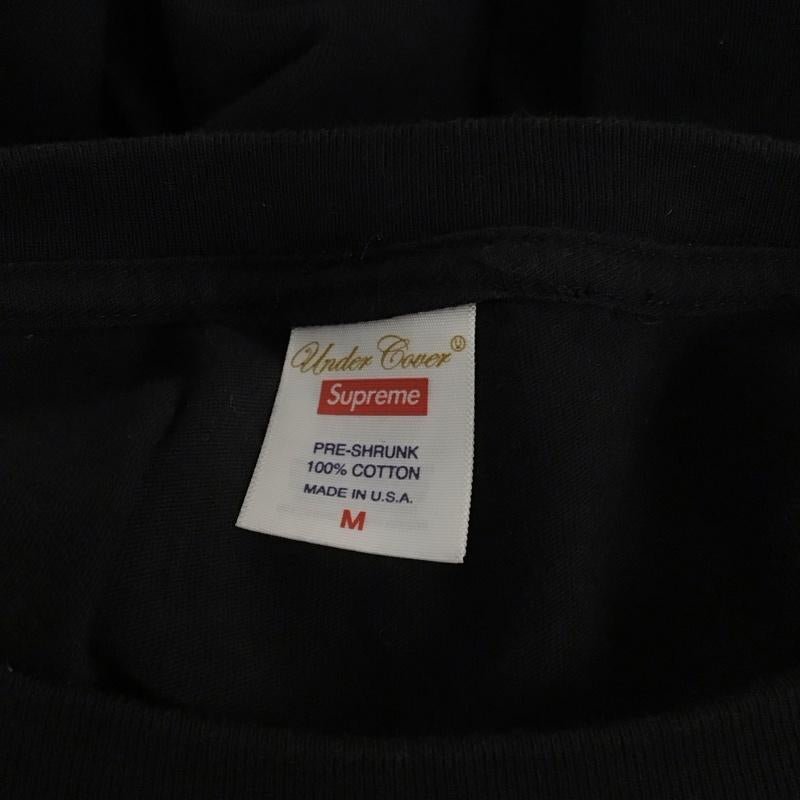 Under Cover Ⓤ
Supreme
PRE-SHRUNK
100% COTTON
MADE IN U.S.A.
M